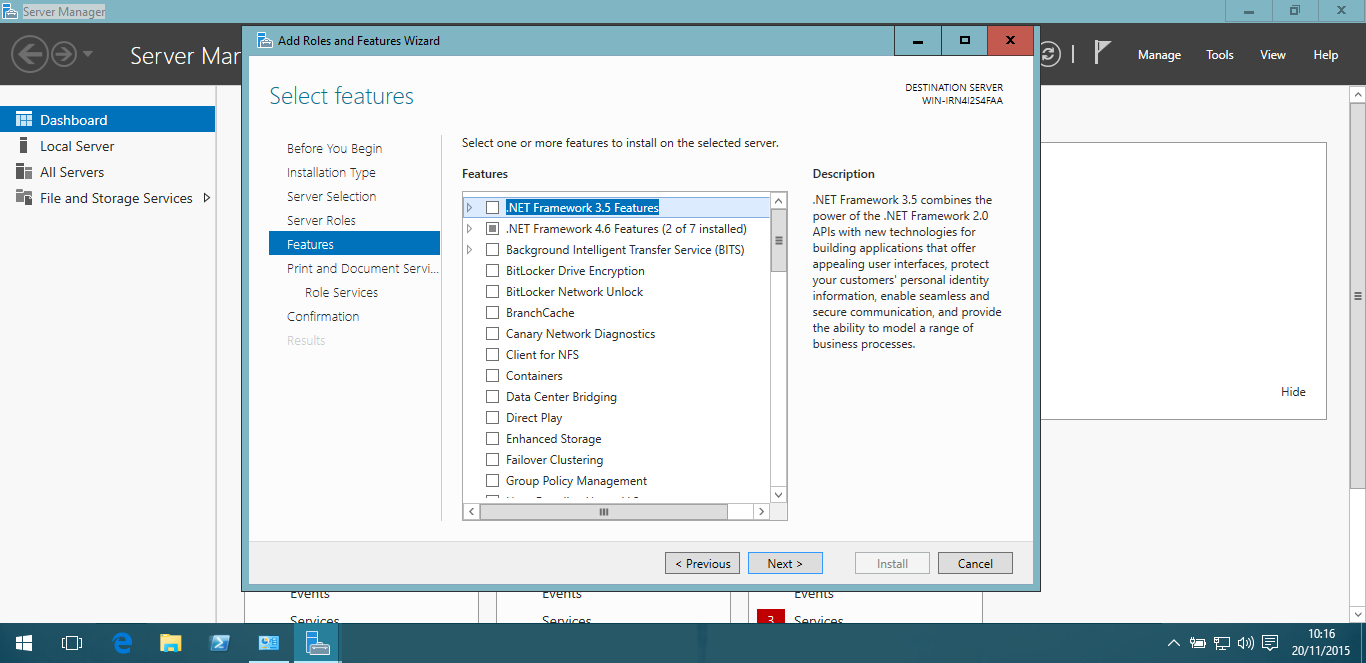 Server Manager
Add Roles and Features Wizard
Server Mar
Manage
Tools
View
Help
Dashboard
Local Server
All Servers
File and Storage Services
Select features
DESTINATION SERVER
WIN-IRN4I2S4FAA
Before You Begin
Installation Type
Server Selection
Server Roles
Features
Print and Document Servi...
Role Services
Confirmation
Results
Select one or more features to install on the selected server.
Features
.NET Framework 3.5 Features
.NET Framework 4.6 Features (2 of 7 installed)
Background Intelligent Transfer Service (BITS)
BitLocker Drive Encryption
BitLocker Network Unlock
BranchCache
Canary Network Diagnostics
Client for NFS
Containers
Data Center Bridging
Direct Play
Enhanced Storage
Failover Clustering
Group Policy Management
Description
.NET Framework 3.5 combines the
power of the .NET Framework 2.0
APIs with new technologies for
building applications that offer
appealing user interfaces, protect
your customers' personal identity
information, enable seamless and
secure communication, and provide
the ability to model a range of
business processes.
Hide
< Previous
Next >
Install
Cancel
Events
Services
Events
Services
3
Events
Services
10:16
20/11/2015